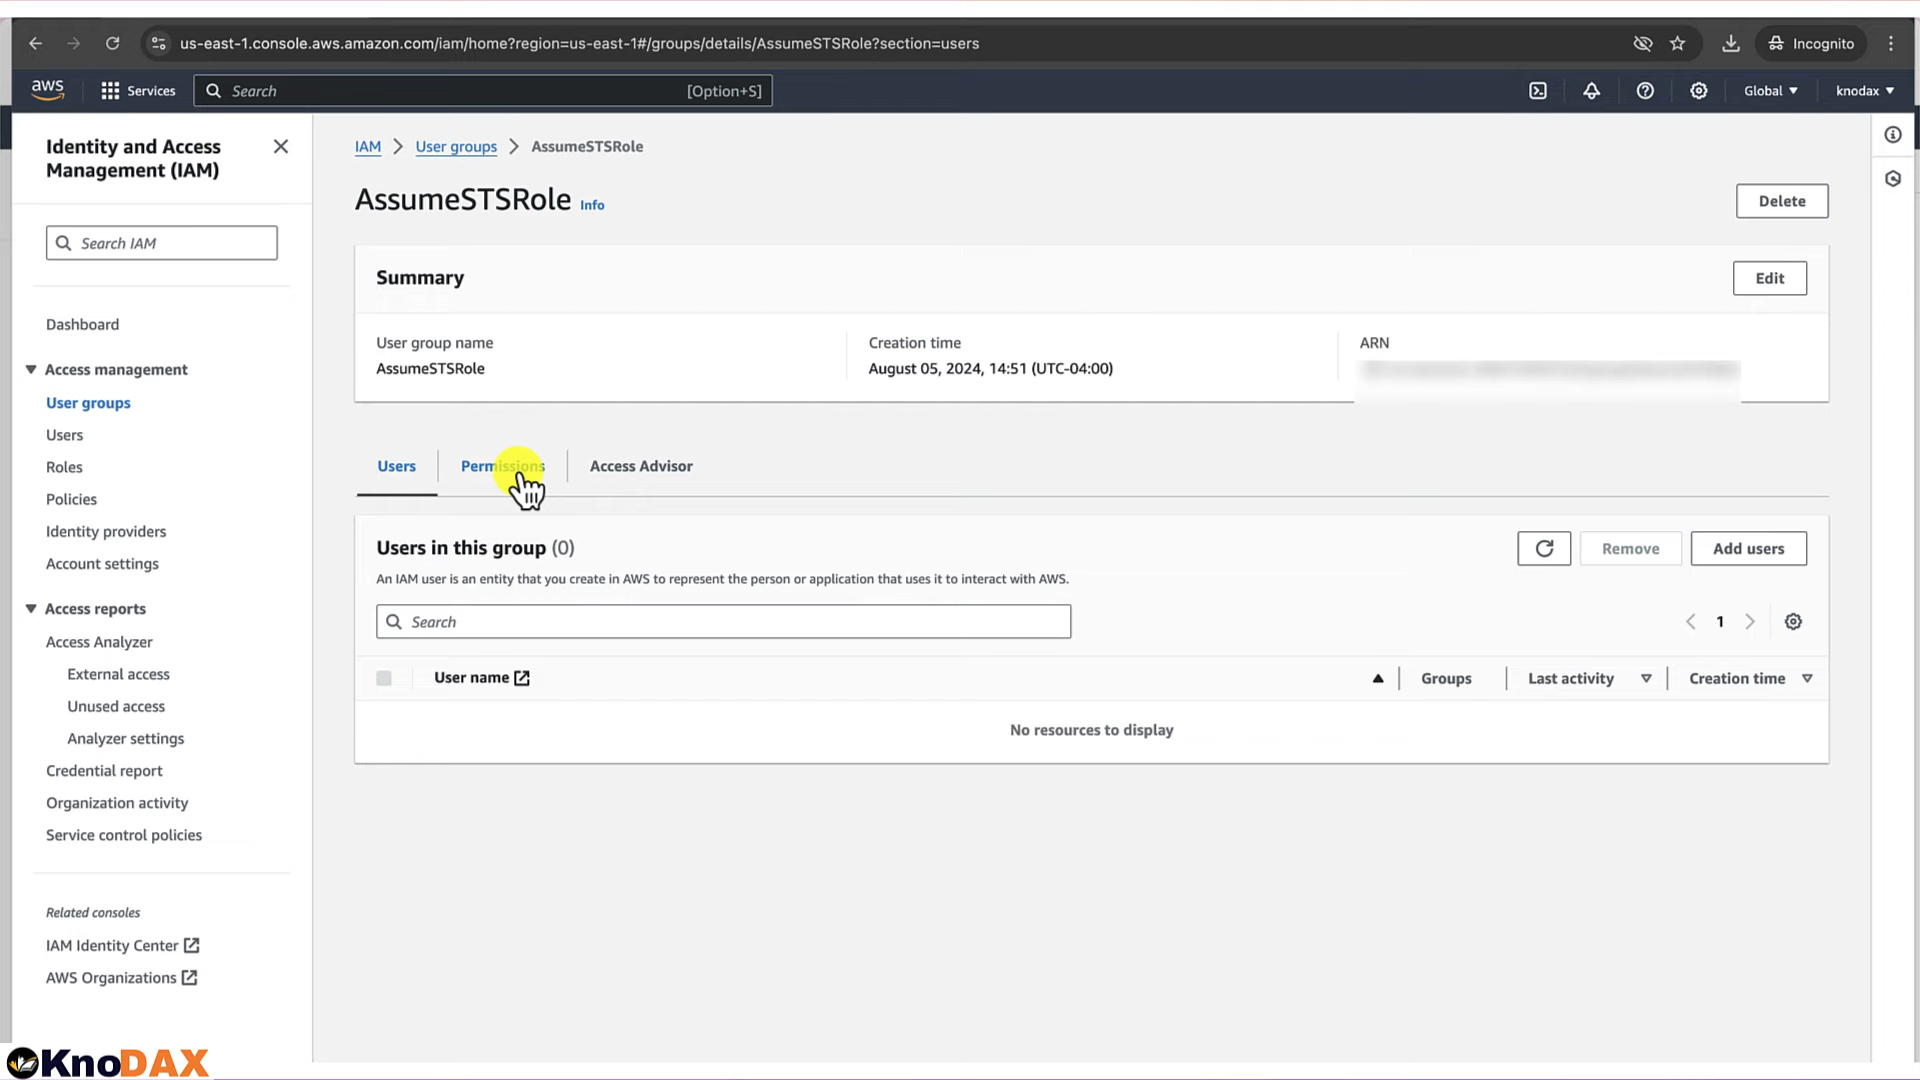 us-east-1.console.aws.amazon.com/iam/home?region=us-east-1#/groups/details/AssumeSTSRole?section=users
Incognito
aws
Services
Search
[Option+S]
Global
knodax
Identity and Access
Management (IAM)
Search IAM
Dashboard
Access management
User groups
Users
Roles
Policies
Identity providers
Account settings
Access reports
Access Analyzer
External access
Unused access
Analyzer settings
Credential report
Organization activity
Service control policies
Related consoles
IAM Identity Center
AWS Organizations
IAM > User groups > AssumeSTSRole
AssumeSTSRole Info
Delete
Summary
Edit
User group name
AssumeSTSRole
Creation time
August 05, 2024, 14:51 (UTC-04:00)
ARN
Users
Permissions
Access Advisor
Users in this group (0)
An IAM user is an entity that you create in AWS to represent the person or application that uses it to interact with AWS.
Remove
Add users
Search
1
User name
Groups
Last activity
Creation time
No resources to display
KnoDAX